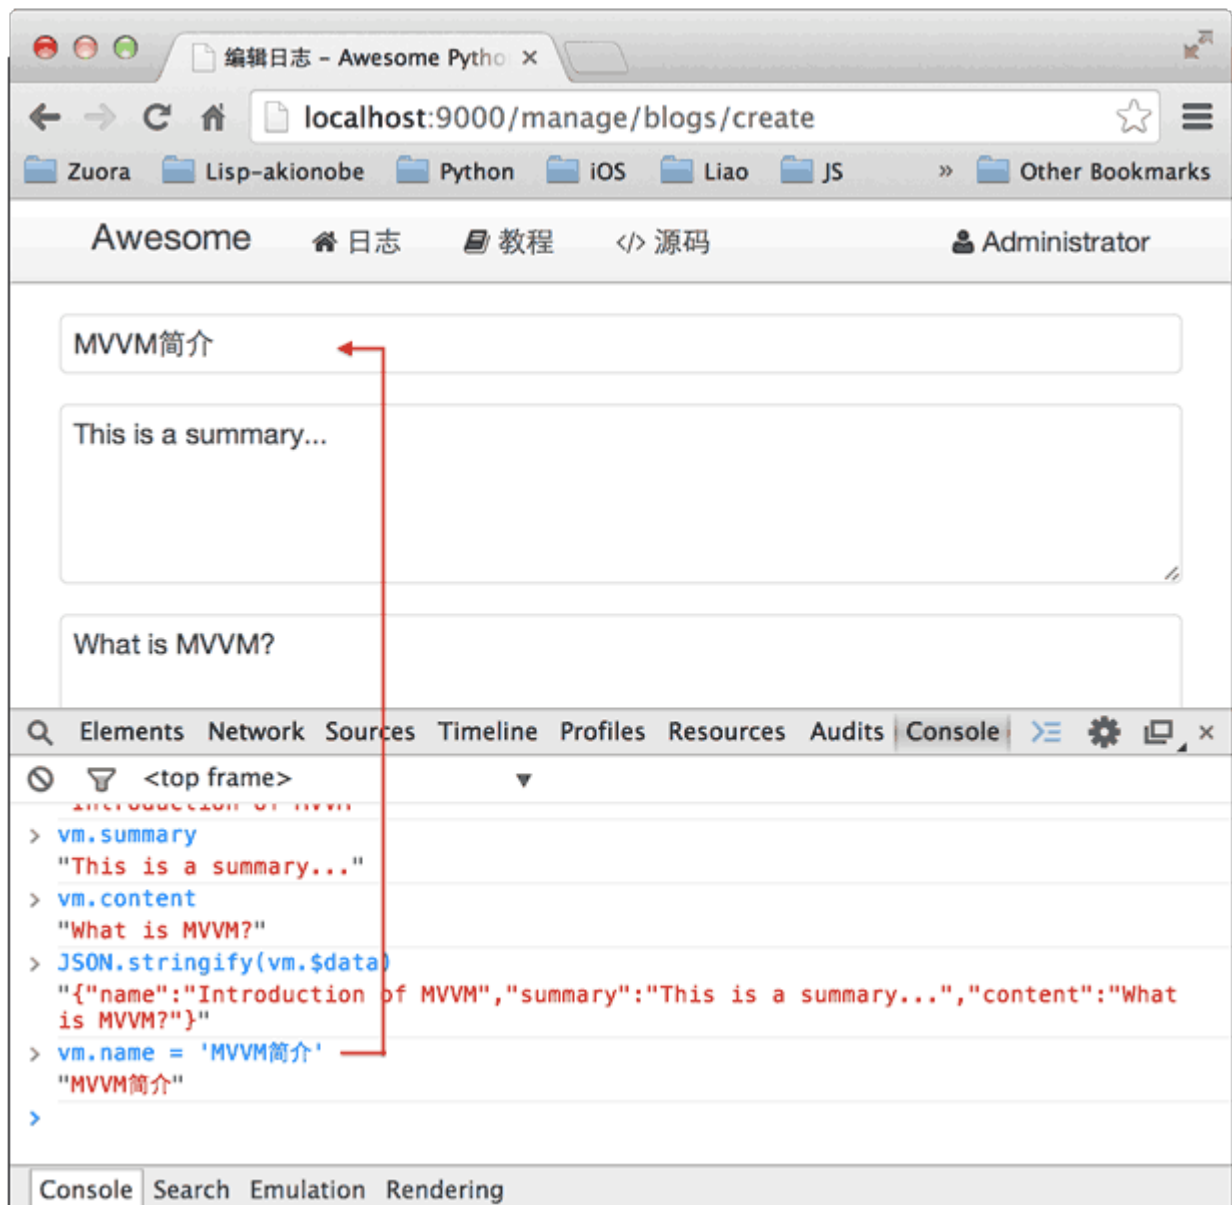 编辑日志 - Awesome Pytho
localhost:9000/manage/blogs/create
Zuora Lisp-akionobe Python iOS Liao JS » Other Bookmarks
Awesome 日志 教程 </> 源码 Administrator
MVVM简介
This is a summary...
What is MVVM?
Elements Network Sources Timeline Profiles Resources Audits Console
<top frame>
"Introduction of MVVM"
> vm.summary
"This is a summary..."
> vm.content
"What is MVVM?"
> JSON.stringify(vm.$data)
"{"name":"Introduction of MVVM","summary":"This is a summary...","content":"What
is MVVM?"}"
> vm.name = 'MVVM简介'
"MVVM简介"
>
Console Search Emulation Rendering